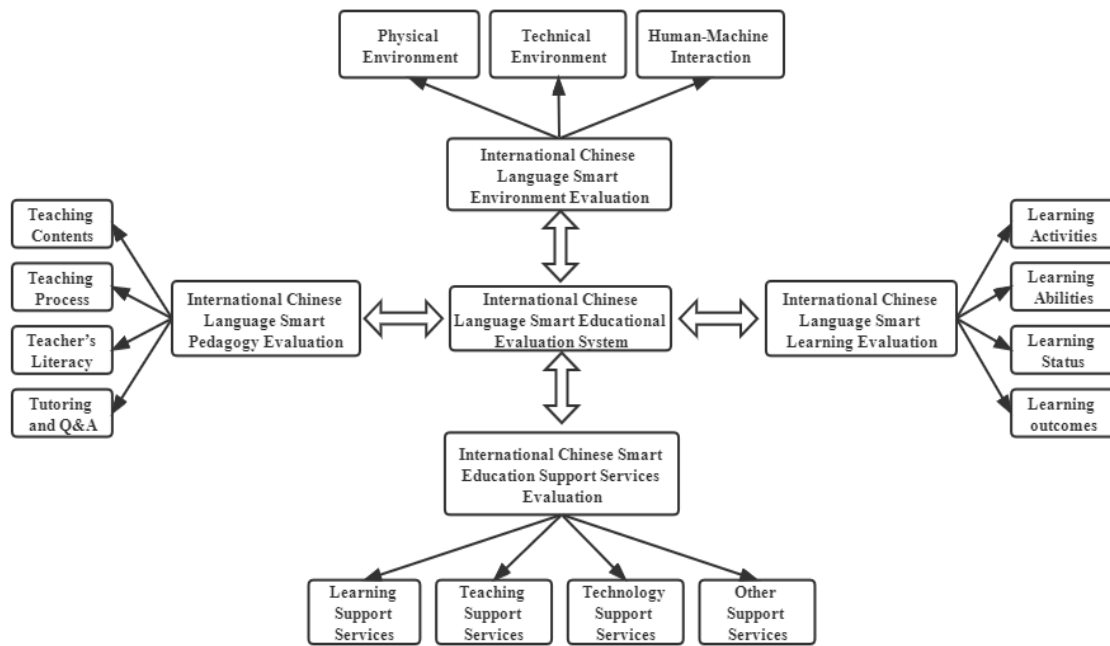 Physical
Environment
Technical
Environment
Human-Machine
Interaction
International Chinese
Language Smart
Environment Evaluation
Teaching
Contents
Teaching
Process
Teacher's
Literacy
Tutoring
and Q&A
International Chinese
Language Smart
Pedagogy Evaluation
International Chinese
Language Smart Educational
Evaluation System
International Chinese
Language Smart
Learning Evaluation
Learning
Activities
Learning
Abilities
Learning
Status
Learning
outcomes
International Chinese Smart
Education Support Services
Evaluation
Learning
Support
Services
Teaching
Support
Services
Technology
Support
Services
Other
Support
Services